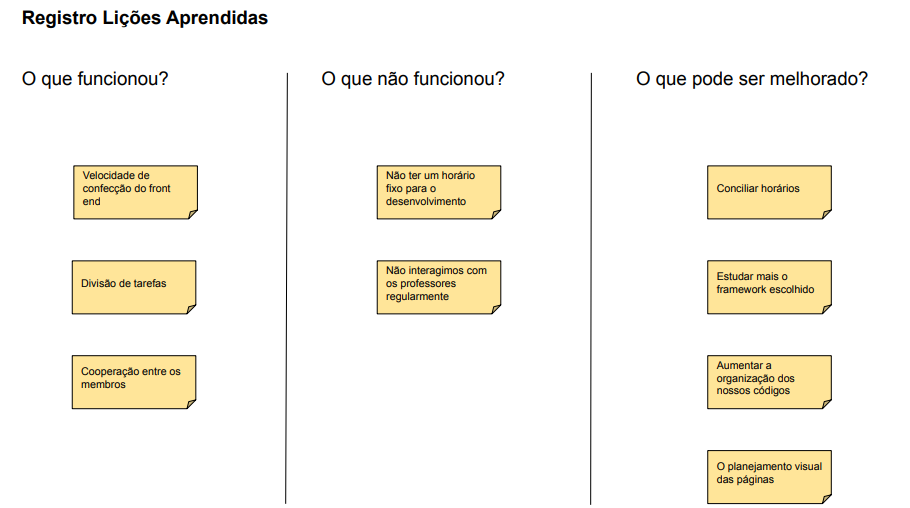 Registro Lições Aprendidas
O que funcionou?
Velocidade de
confecção do front
end
Divisão de tarefas
Cooperação entre os
membros
O que não funcionou?
Não ter um horário
fixo para o
desenvolvimento
Não interagimos com
os professores
regularmente
O que pode ser melhorado?
Conciliar horários
Estudar mais o
framework escolhido
Aumentar a
organização dos
nossos códigos
O planejamento visual
das páginas